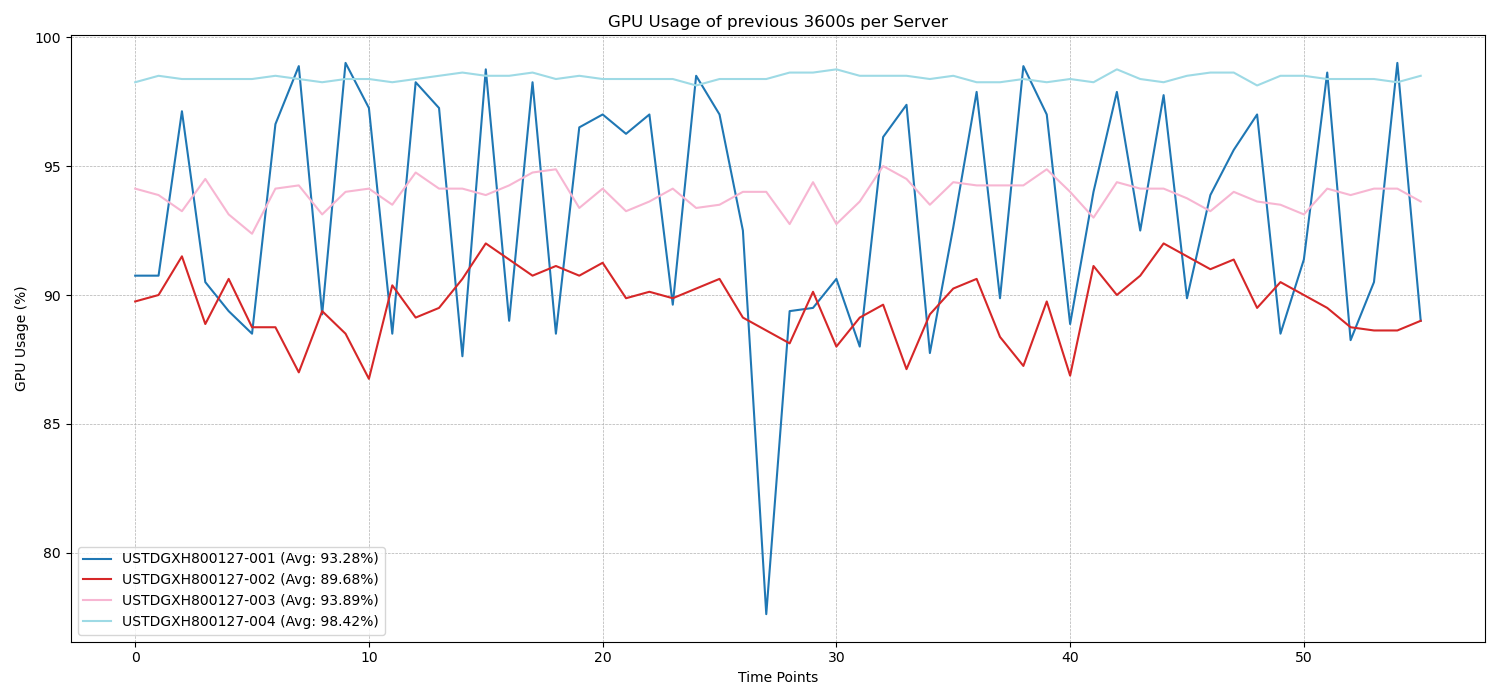 GPU Usage of previous 3600s per Server
GPU Usage (%)
100
95
90
85
80
USTDGXH800127-001 (Avg: 93.28%)
USTDGXH800127-002 (Avg: 89.68%)
USTDGXH800127-003 (Avg: 93.89%)
USTDGXH800127-004 (Avg: 98.42%)
0 10 20 30 40 50
Time Points